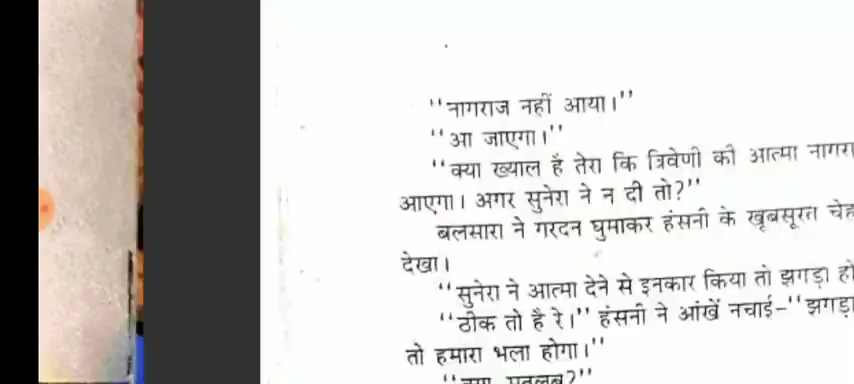 "नागराज नहीं आया।"
"आ जाएगा।"
"क्या ख्याल है तेरा कि त्रिवेणी की आत्मा
आएगा। अगर सुनेरा ने न दी तो?"
बलसारा ने गरदन घुमाकर हंसनी के खूबसूरत
देखा।
"सुनेरा ने आत्मा देने से इनकार किया तो झगड़ा हो
"ठीक तो है रे।" हंसनी ने आंखें नचाई-"झगड़ा
तो हमारा भला होगा।"